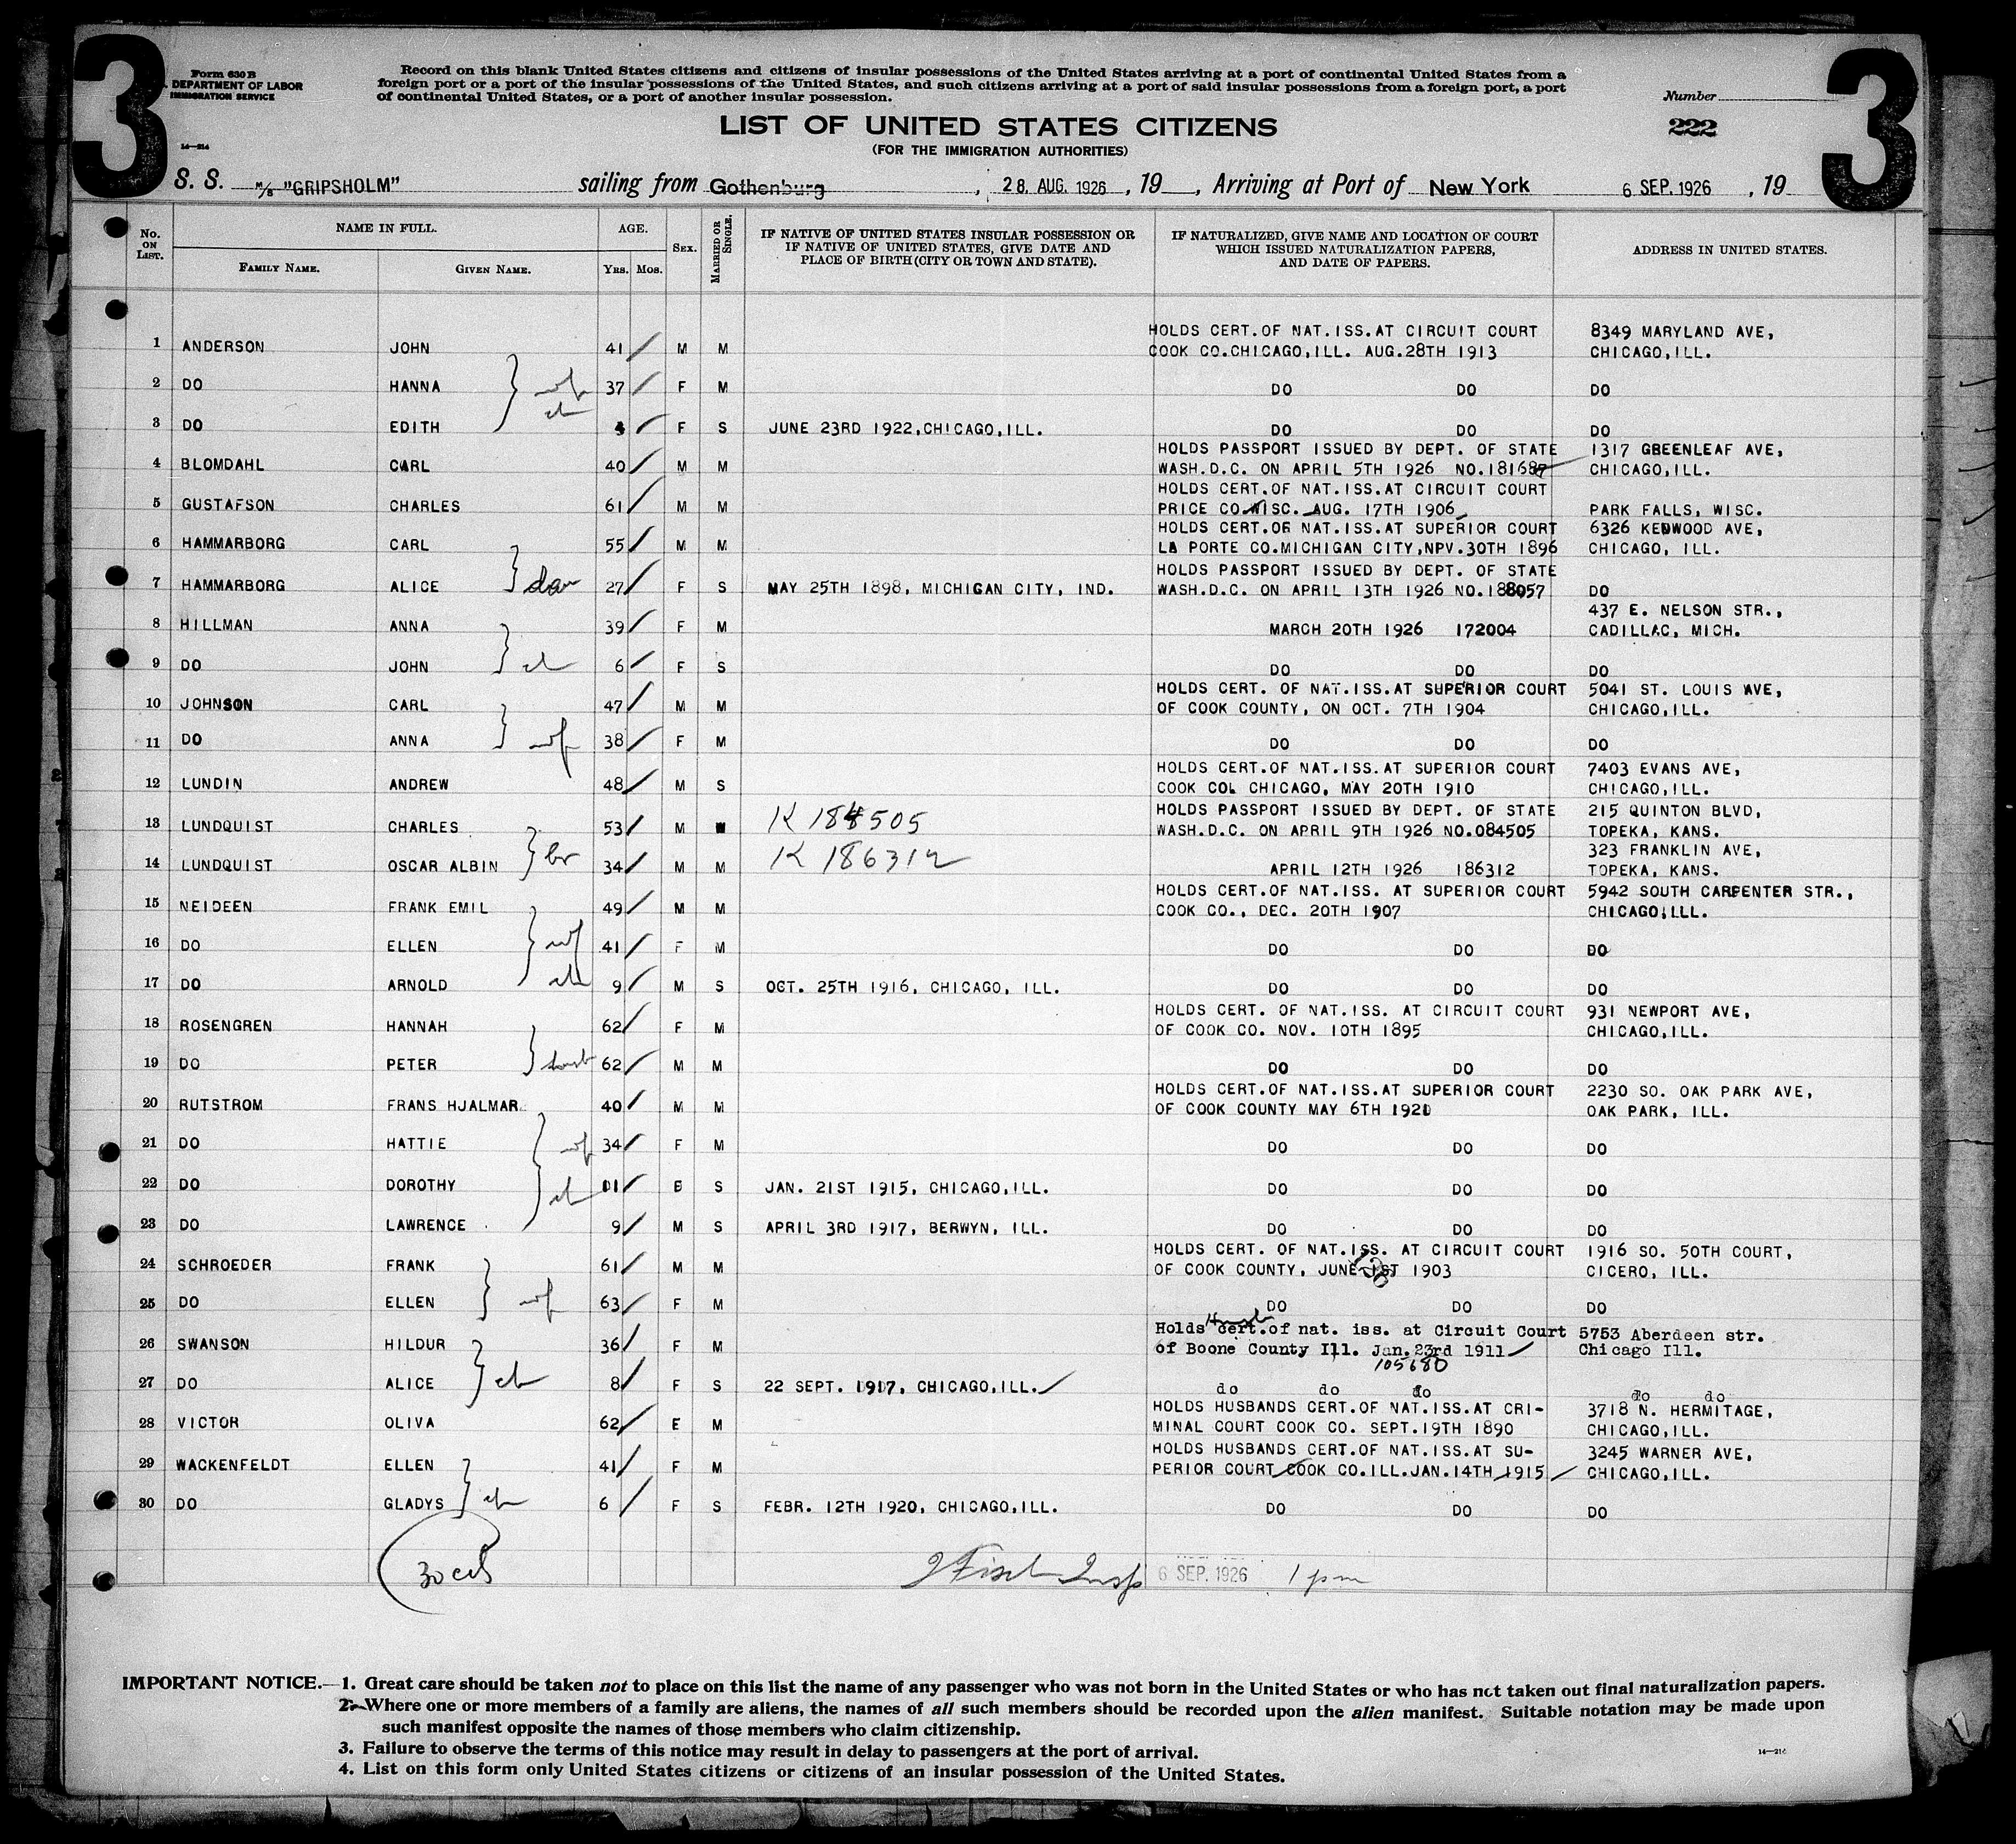 3
3
Form 630 B
DEPARTMENT OF LABOR
IMMIGRATION SERVICE
14—214
Record on this blank United States citizens and citizens of insular possessions of the United States arriving at a port of continental United States from a
foreign port or a port of the insular possessions of the United States, and such citizens arriving at a port of said insular possessions from a foreign port, a port
of continental United States, or a port of another insular possession.
Number
222
LIST OF UNITED STATES CITIZENS
(FOR THE IMMIGRATION AUTHORITIES)
S. S. M/S "GRIPSHOLM" sailing from Gothenburg, 28. AUG. 1926, 19, Arriving at Port of New York 6 SEP. 1926, 19
No. ON LIST. NAME IN FULL. FAMILY NAME. GIVEN NAME. AGE. YRS. MOS. SEX. MARRIED OR SINGLE.
IF NATIVE OF UNITED STATES INSULAR POSSESSION OR
IF NATIVE OF UNITED STATES, GIVE DATE AND
PLACE OF BIRTH (CITY OR TOWN AND STATE).
IF NATURALIZED, GIVE NAME AND LOCATION OF COURT
WHICH ISSUED NATURALIZATION PAPERS,
AND DATE OF PAPERS.
ADDRESS IN UNITED STATES.
HOLDS CERT.OF NAT.ISS.AT CIRCUIT COURT 8349 MARYLAND AVE,
1 ANDERSON JOHN 41 M M COOK CO.CHICAGO,ILL. AUG.28TH 1913 CHICAGO,ILL.
2 DO HANNA wf 37 F M DO DO DO
3 DO EDITH ch 4 F S JUNE 23RD 1922,CHICAGO,ILL. DO DO DO
HOLDS PASSPORT ISSUED BY DEPT. OF STATE 1317 GREENLEAF AVE,
4 BLOMDAHL CARL 40 M M WASH.D.C. ON APRIL 5TH 1926 NO.181687 CHICAGO,ILL.
HOLDS CERT.OF NAT.ISS.AT CIRCUIT COURT
5 GUSTAFSON CHARLES 61 M M PRICE CO.WISC. AUG. 17TH 1906 PARK FALLS, WISC.
HOLDS CERT.OF NAT.ISS.AT SUPERIOR COURT 6326 KEDWOOD AVE,
6 HAMMARBORG CARL 55 M M LA PORTE CO.MICHIGAN CITY,NPV.30TH 1896 CHICAGO, ILL.
HOLDS PASSPORT ISSUED BY DEPT. OF STATE
7 HAMMARBORG ALICE dau 27 F S MAY 25TH 1898, MICHIGAN CITY, IND. WASH.D.C. ON APRIL 13TH 1926 NO.188057 DO
437 E. NELSON STR.,
8 HILLMAN ANNA 39 F M MARCH 20TH 1926 172004 CADILLAC, MICH.
9 DO JOHN ch 6 F S DO DO DO
HOLDS CERT. OF NAT.ISS.AT SUPERIOR COURT 5041 ST. LOUIS AVE,
10 JOHNSON CARL 47 M M OF COOK COUNTY, ON OCT. 7TH 1904 CHICAGO,ILL.
11 DO ANNA wf 38 F M DO DO DO
HOLDS CERT.OF NAT.ISS.AT SUPERIOR COURT 7403 EVANS AVE,
12 LUNDIN ANDREW 48 M S COOK COL CHICAGO, MAY 20TH 1910 CHICAGO,ILL.
HOLDS PASSPORT ISSUED BY DEPT. OF STATE 215 QUINTON BLVD,
13 LUNDQUIST CHARLES 53 M K 184505 WASH.D.C. ON APRIL 9TH 1926 NO.084505 TOPEKA, KANS.
323 FRANKLIN AVE,
14 LUNDQUIST OSCAR ALBIN br 34 M M K 186312 APRIL 12TH 1926 186312 TOPEKA, KANS.
HOLDS CERT.OF NAT.ISS. AT SUPERIOR COURT 5942 SOUTH CARPENTER STR.,
15 NEIDEEN FRANK EMIL 49 M M COOK CO., DEC. 20TH 1907 CHICAGO,LLL.
16 DO ELLEN wf 41 F M DO DO DO
17 DO ARNOLD ch 9 M S OCT. 25TH 1916, CHICAGO, ILL. DO DO DO
HOLDS CERT. OF NAT.ISS. AT CIRCUIT COURT 931 NEWPORT AVE,
18 ROSENGREN HANNAH 62 F M OF COOK CO. NOV. 10TH 1895 CHICAGO,ILL.
19 DO PETER husb 62 M M DO DO DO
HOLDS CERT.OF NAT.ISS.AT SUPERIOR COURT 2230 SO. OAK PARK AVE,
20 RUTSTROM FRANS HJALMAR 40 M M OF COOK COUNTY MAY 6TH 1920 OAK PARK, ILL.
21 DO HATTIE wf 34 F M DO DO DO
22 DO DOROTHY ch 11 S JAN. 21ST 1915, CHICAGO,ILL. DO DO DO
23 DO LAWRENCE 9 M S APRIL 3RD 1917, BERWYN, ILL. DO DO DO
HOLDS CERT. OF NAT.ISS. AT CIRCUIT COURT 1916 SO. 50TH COURT,
24 SCHROEDER FRANK 61 M M OF COOK COUNTY, JUNE 1ST 1903 CICERO, ILL.
25 DO ELLEN wf 63 F M DO DO DO
Holds cert.of nat. iss. at Circuit Court 5753 Aberdeen str.
26 SWANSON HILDUR 36 F M of Boone County Ill. Jan.23rd 1911 Chicago Ill.
105680
27 DO ALICE ch 8 F S 22 SEPT. 1917, CHICAGO,ILL. do do do do do
HOLDS HUSBANDS CERT.OF NAT.ISS.AT CRI- 3718 N. HERMITAGE,
28 VICTOR OLIVA 62 E M MINAL COURT COOK CO. SEPT.19TH 1890 CHICAGO,ILL.
HOLDS HUSBANDS CERT.OF NAT.ISS.AT SU- 3245 WARNER AVE,
29 WACKENFELDT ELLEN 41 F M PERIOR COURT COOK CO.ILL.JAN.14TH 1915 CHICAGO,ILL.
30 DO GLADYS ch 6 F S FEBR. 12TH 1920, CHICAGO,ILL. DO DO DO
30 Insp 6 SEP. 1926 1 pm
IMPORTANT NOTICE.—1. Great care should be taken not to place on this list the name of any passenger who was not born in the United States or who has not taken out final naturalization papers.
2. Where one or more members of a family are aliens, the names of all such members should be recorded upon the alien manifest. Suitable notation may be made upon
such manifest opposite the names of those members who claim citizenship.
3. Failure to observe the terms of this notice may result in delay to passengers at the port of arrival.
4. List on this form only United States citizens or citizens of an insular possession of the United States.
14—214